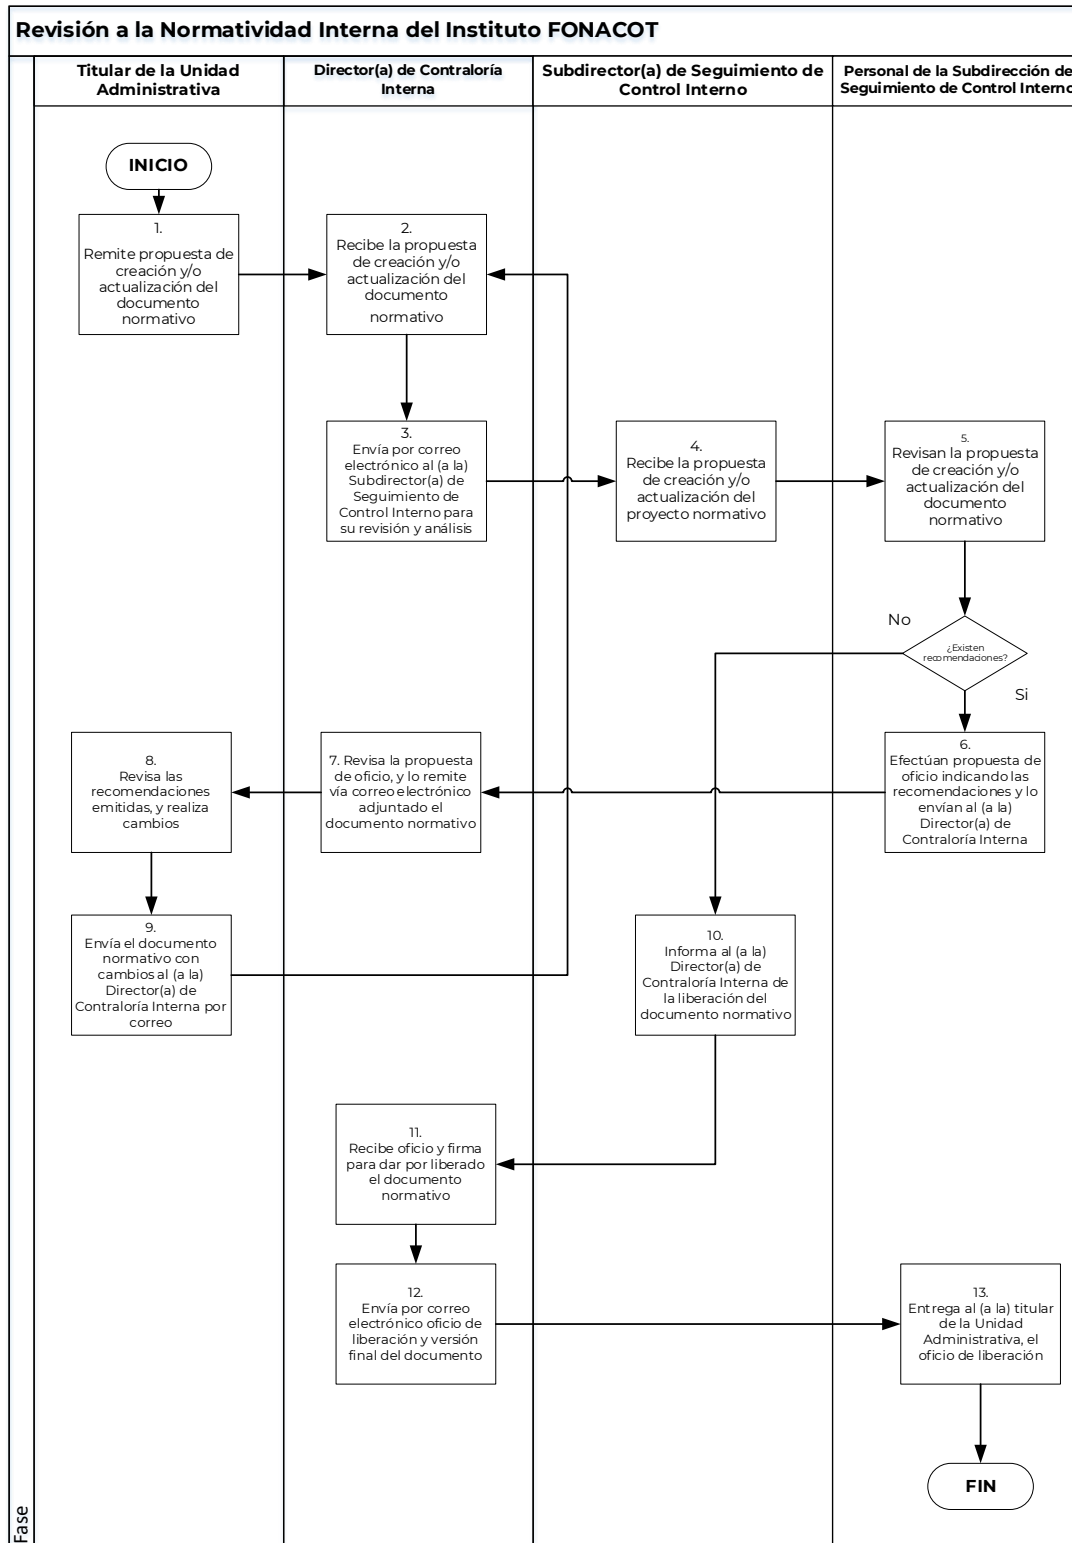 Revisión a la Normatividad Interna del Instituto FONACOT
Titular de la Unidad
Administrativa
Director(a) de Contraloría
Interna
Subdirector(a) de Seguimiento de
Control Interno
Personal de la Subdirección de
Seguimiento de Control Interno
INICIO
1.
Remite propuesta de
creación y/o
actualización del
documento
normativo
2.
Recibe la propuesta
de creación y/o
actualización del
documento
normativo
3.
Envía por correo
electrónico al (a la)
Subdirector(a) de
Seguimiento de
Control Interno para
su revisión y análisis
4.
Recibe la propuesta
de creación y/o
actualización del
proyecto normativo
5.
Revisan la propuesta
de creación y/o
actualización del
documento
normativo
No
¿Existen
recomendaciones?
Si
6.
Efectúan propuesta de
oficio indicando las
recomendaciones y lo
envían al (a la)
Director(a) de
Contraloría Interna
7. Revisa la propuesta
de oficio, y lo remite
vía correo electrónico
adjuntado el
documento normativo
8.
Revisa las
recomendaciones
emitidas, y realiza
cambios
9.
Envía el documento
normativo con
cambios al (a la)
Director(a) de
Contraloría Interna por
correo
10.
Informa al (a la)
Director(a) de
Contraloría Interna de
la liberación del
documento normativo
11.
Recibe oficio y firma
para dar por liberado
el documento
normativo
12.
Envía por correo
electrónico oficio de
liberación y versión
final del documento
13.
Entrega al (a la) titular
de la Unidad
Administrativa, el
oficio de liberación
FIN
Fase